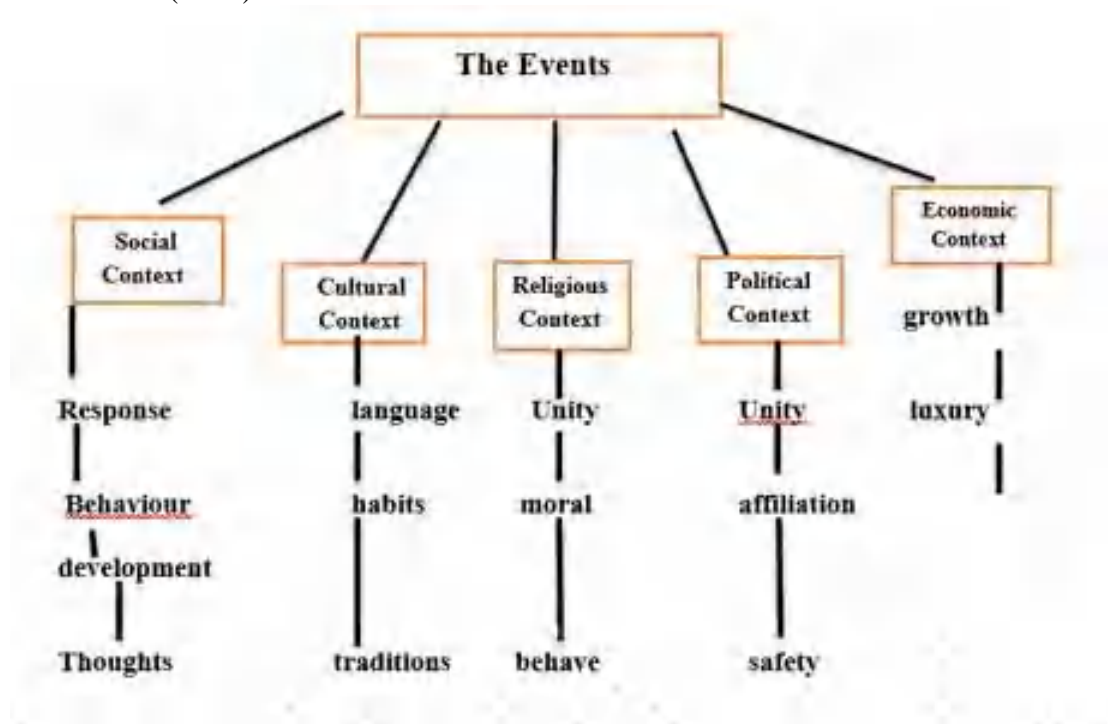 The Events
Social
Context
Response
Behaviour
development
Thoughts
Cultural
Context
language
habits
traditions
Religious
Context
Unity
moral
behave
Political
Context
Unity
affiliation
safety
Economic
Context
growth
luxury